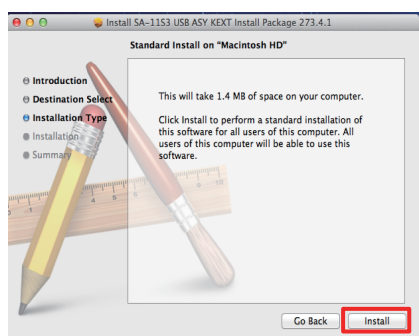 Install SA-11S3 USB ASY KEXT Install Package 273.4.1
Standard Install on "Macintosh HD"
Introduction
Destination Select
Installation Type
Installation
Summary
This will take 1.4 MB of space on your computer.
Click Install to perform a standard installation of
this software for all users of this computer. All
users of this computer will be able to use this
software.
Go Back
Install